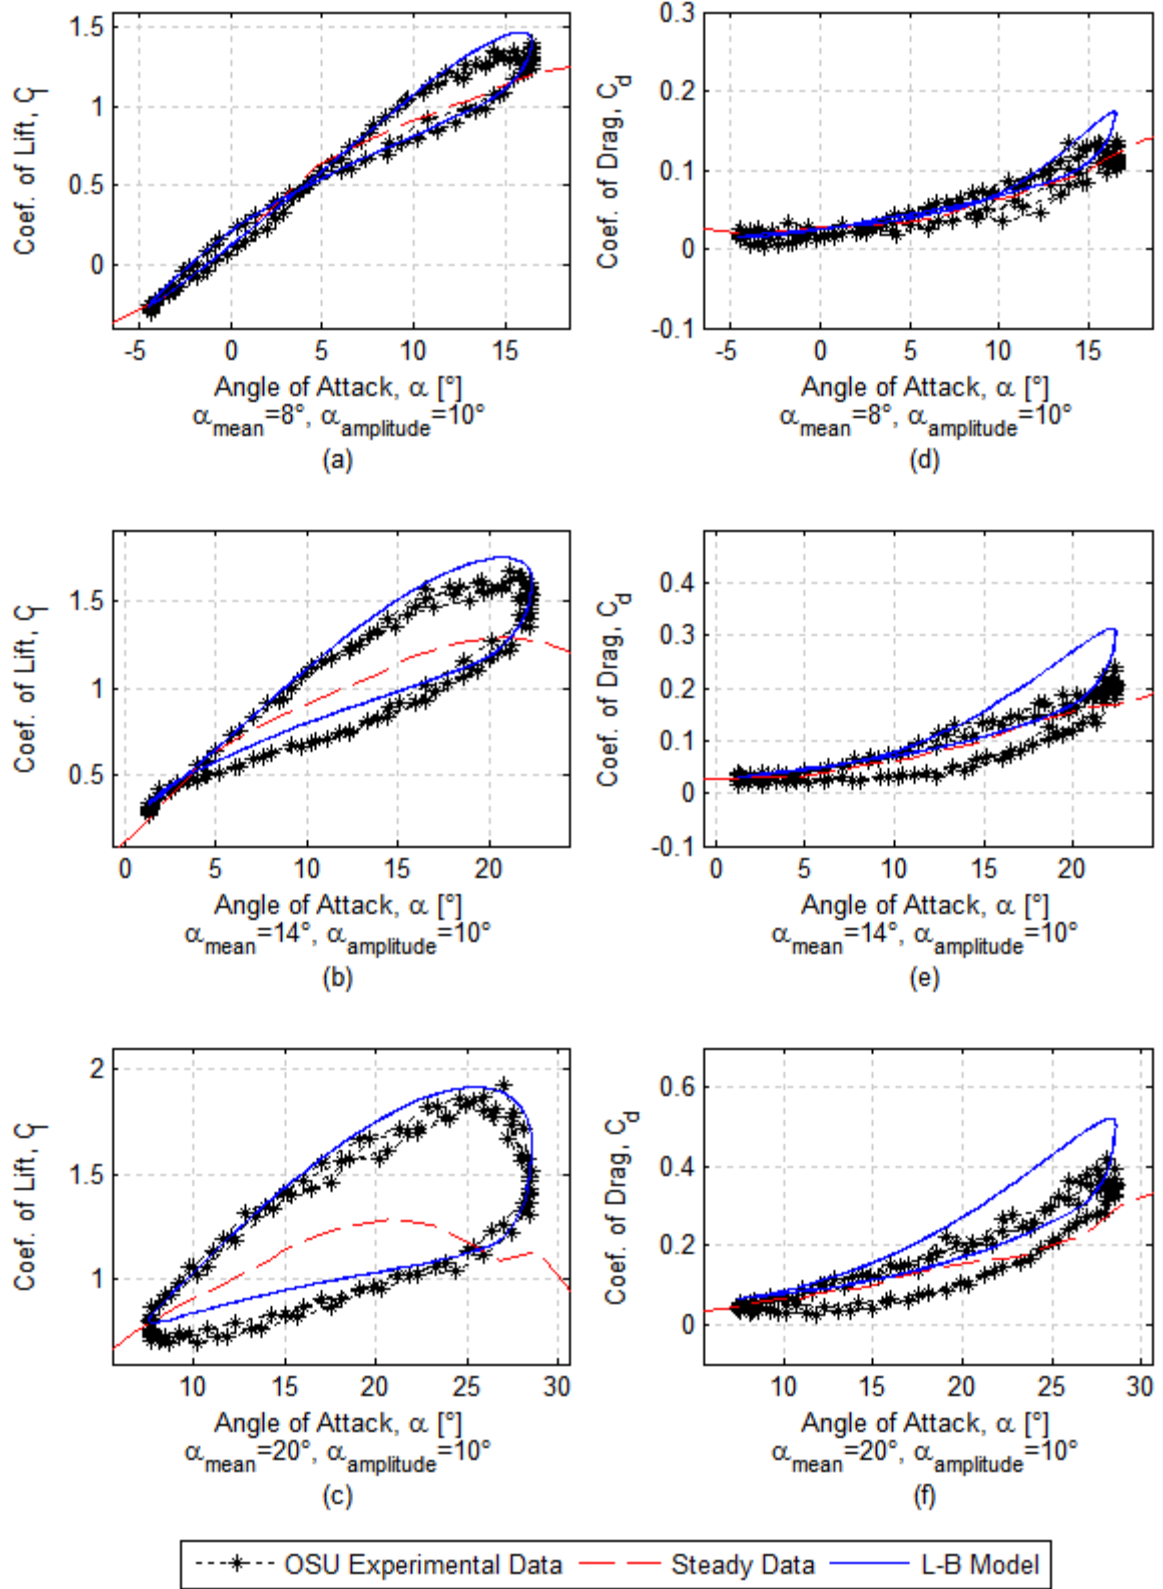 1.5
1
0.5
0
Coef. of Lift, Cl
-5 0 5 10 15
Angle of Attack, α [°]
αmean=8°, αamplitude=10°
(a)
0.3
0.2
0.1
0
-0.1
Coef. of Drag, Cd
-5 0 5 10 15
Angle of Attack, α [°]
αmean=8°, αamplitude=10°
(d)
1.5
1
0.5
Coef. of Lift, Cl
0 5 10 15 20
Angle of Attack, α [°]
αmean=14°, αamplitude=10°
(b)
0.4
0.3
0.2
0.1
0
-0.1
Coef. of Drag, Cd
0 5 10 15 20
Angle of Attack, α [°]
αmean=14°, αamplitude=10°
(e)
2
1.5
1
Coef. of Lift, Cl
10 15 20 25 30
Angle of Attack, α [°]
αmean=20°, αamplitude=10°
(c)
0.6
0.4
0.2
0
Coef. of Drag, Cd
10 15 20 25 30
Angle of Attack, α [°]
αmean=20°, αamplitude=10°
(f)
OSU Experimental Data Steady Data L-B Model